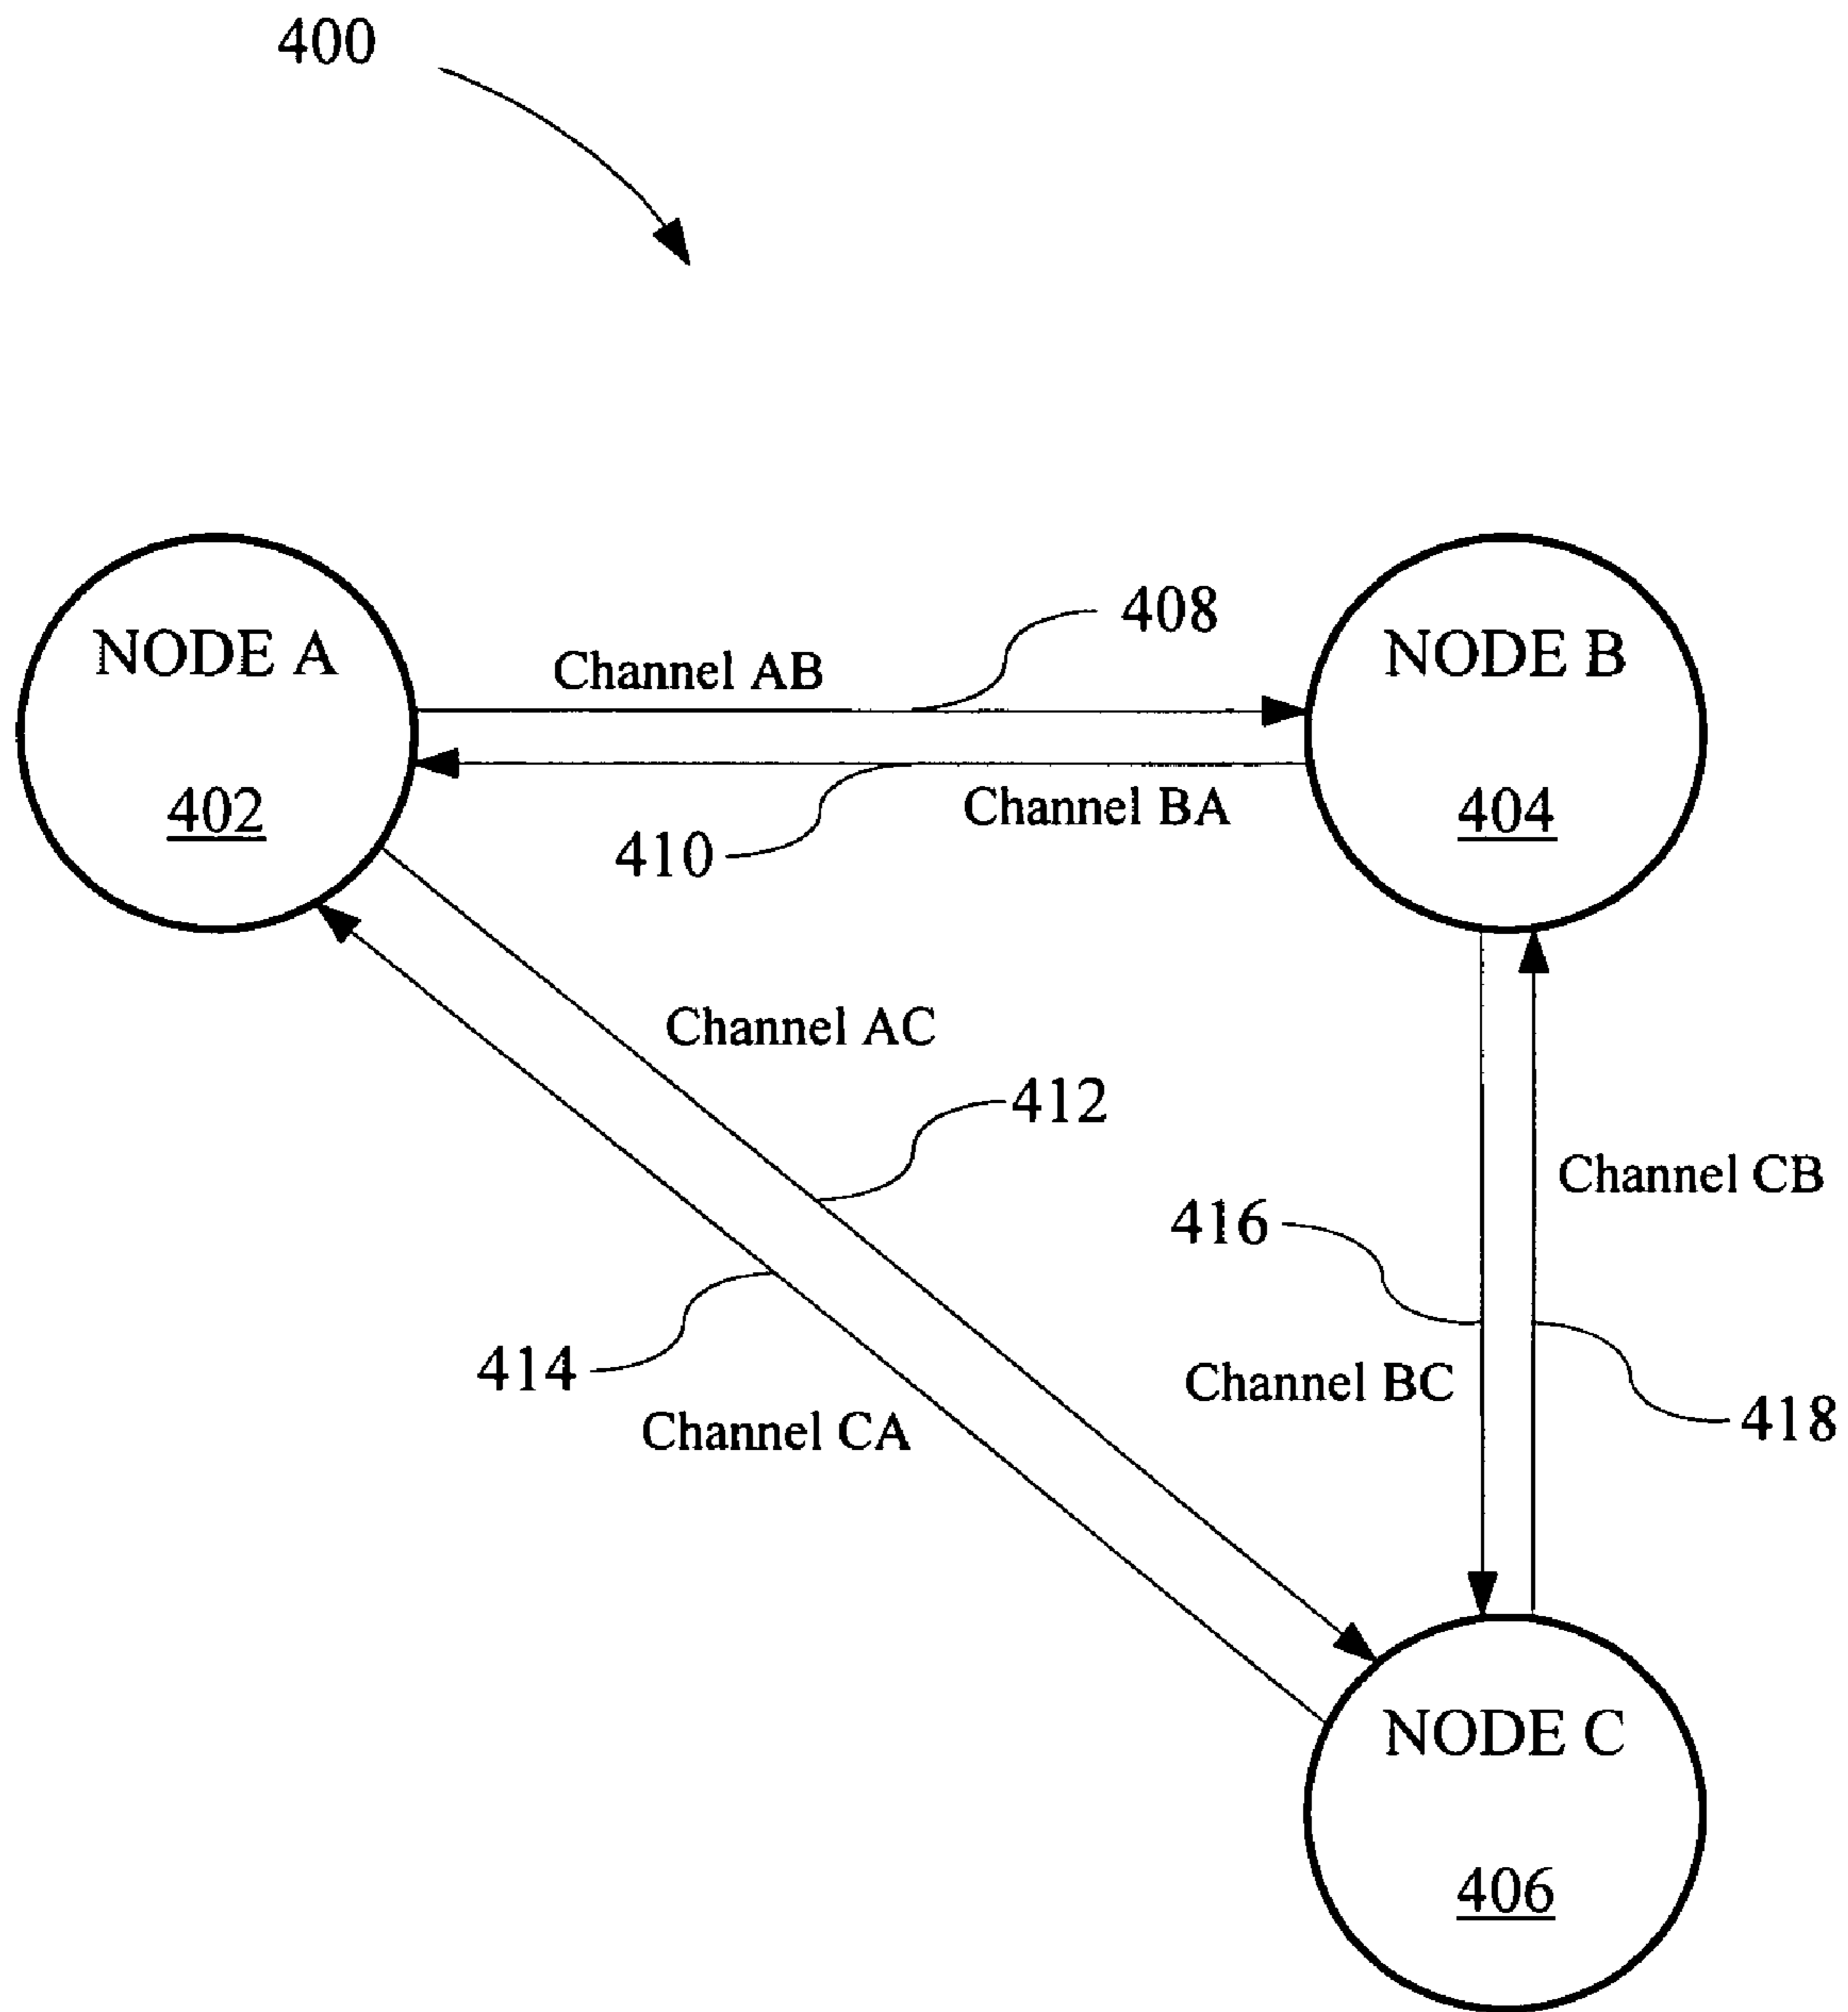 400
408
NODE A
Channel AB
NODE B
402
410
Channel BA
404
Channel AC
412
Channel CB
416
414
Channel BC
418
Channel CA
NODE C
406